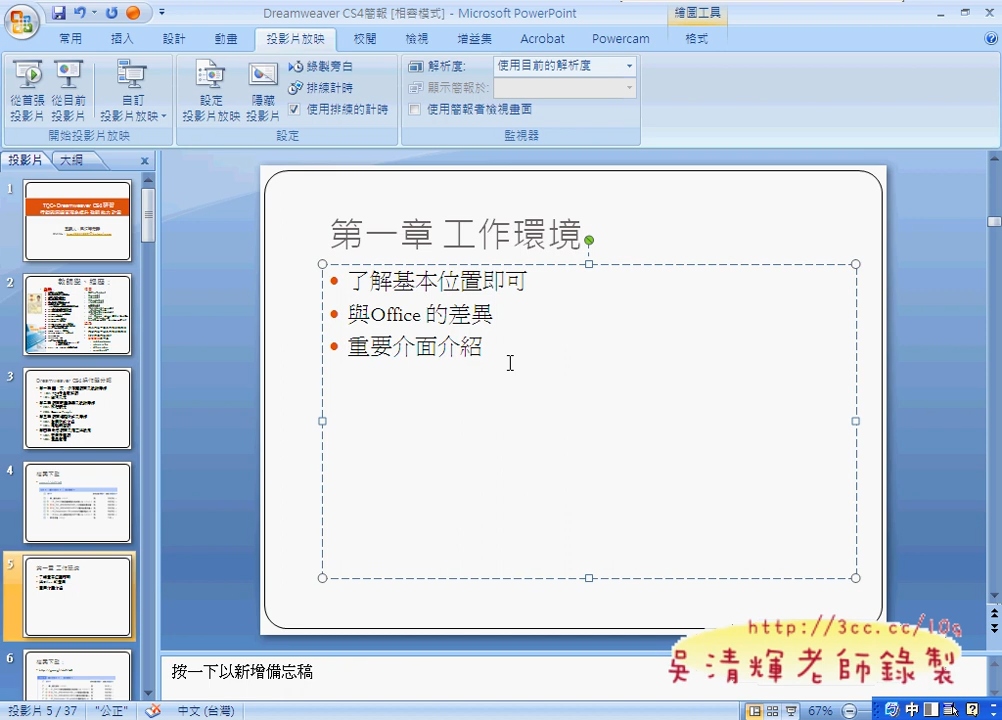 Dreamweaver CS4簡報 [相容模式] - Microsoft PowerPoint
繪圖工具
常用 插入 設計 動畫 投影片放映 校閱 檢視 增益集 Acrobat Powercam 格式
從首張投影片
從目前投影片
自訂投影片放映
開始投影片放映
設定投影片放映
隱藏投影片
錄製旁白
排練計時
使用排練的計時
設定
解析度: 使用目前的解析度
顯示簡報於:
使用簡報者檢視畫面
監視器
投影片 大綱
1
2
3
4
5
6
第一章 工作環境
了解基本位置即可
與Office 的差異
重要介面介紹
按一下以新增備忘稿
http://3cc.cc/10a
吳清輝老師錄製
投影片 5 / 37 "公正" 中文 (台灣) 67% 中